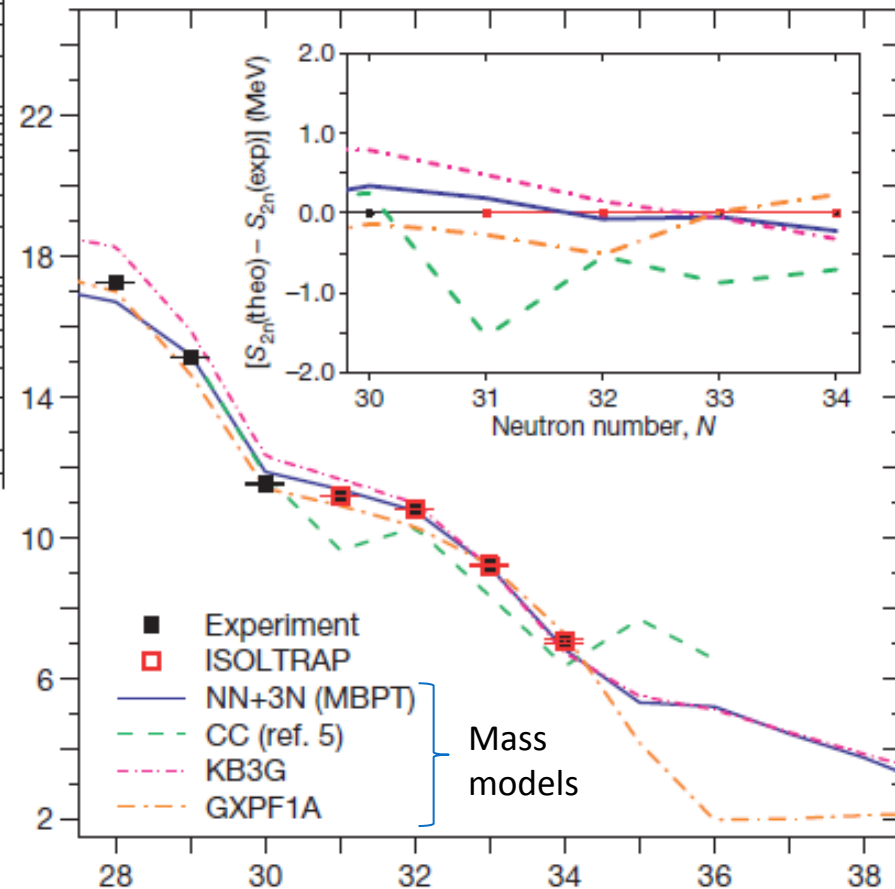 22
18
14
10
6
2
28
30
32
34
36
38
[S2n(theo) − S2n(exp)] (MeV)
2.0
1.0
0.0
−1.0
−2.0
30
31
32
33
34
Neutron number, N
Experiment
ISOLTRAP
NN+3N (MBPT)
CC (ref. 5)
KB3G
GXPF1A
Mass
models